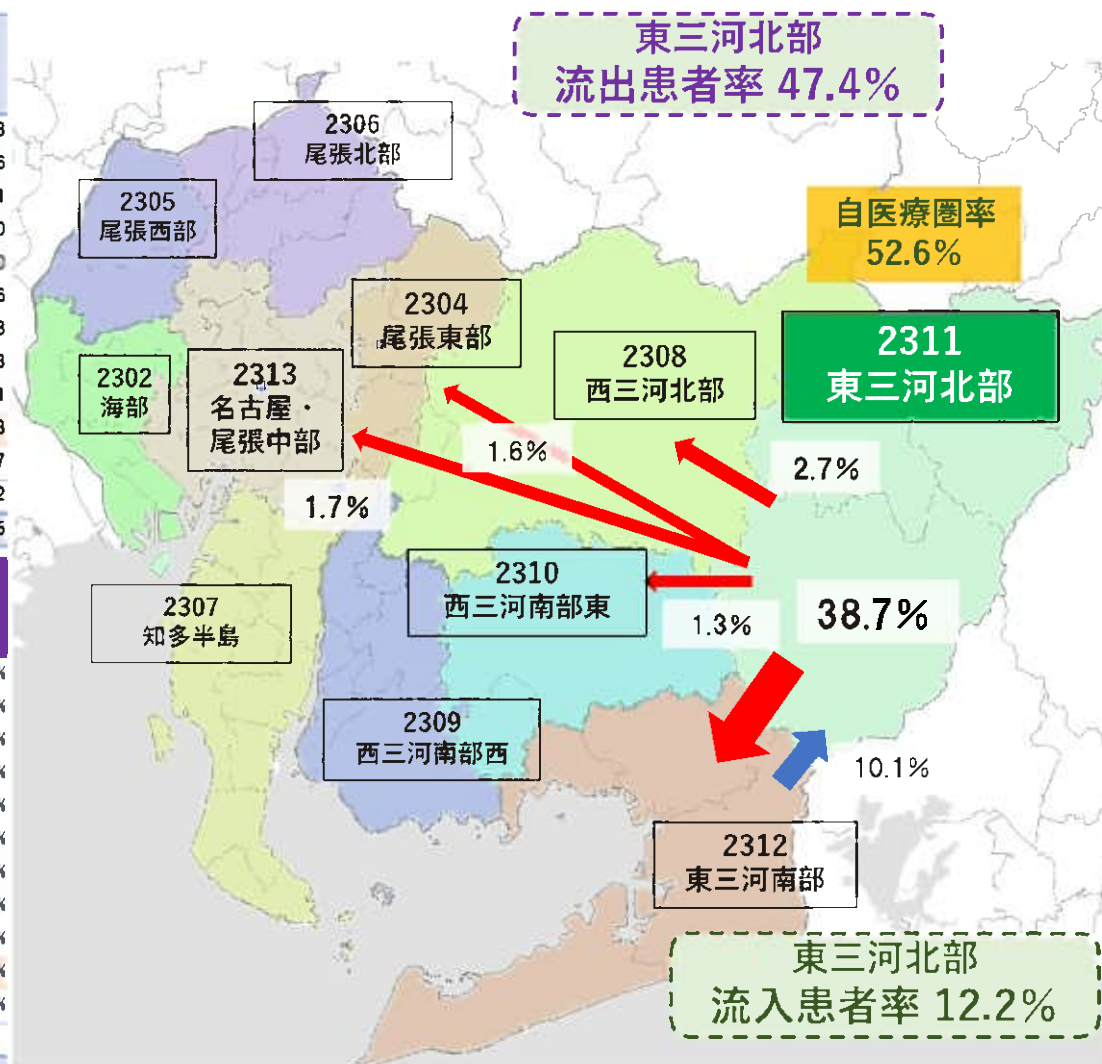 東三河北部
流出患者率 47.4%
2306
尾張北部
2305
尾張西部
自医療圏率
52.6%
2304
尾張東部
2311
東三河北部
2308
西三河北部
2302
海部
2313
名古屋・
尾張中部
1.6%
2.7%
1.7%
2310
西三河南部東
2307
知多半島
1.3%
38.7%
2309
西三河南部西
10.1%
2312
東三河南部
東三河北部
流入患者率 12.2%